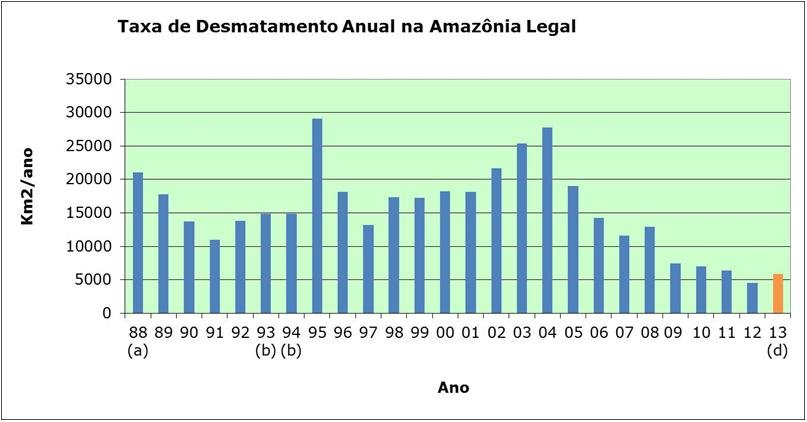 Taxa de Desmatamento Anual na Amazônia Legal
Km2/ano
35000
30000
25000
20000
15000
10000
5000
0
88 89 90 91 92 93 94 95 96 97 98 99 00 01 02 03 04 05 06 07 08 09 10 11 12 13
(a) (b) (b) (d)
Ano